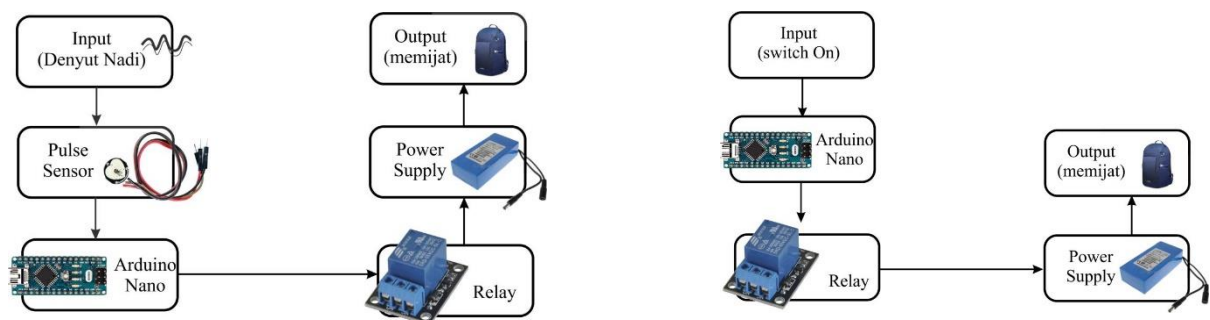 Input
(Denyut Nadi)
Pulse
Sensor
Arduino
Nano
Output
(memijat)
Power
Supply
Relay
Input
(switch On)
Arduino
Nano
Relay
Output
(memijat)
Power
Supply